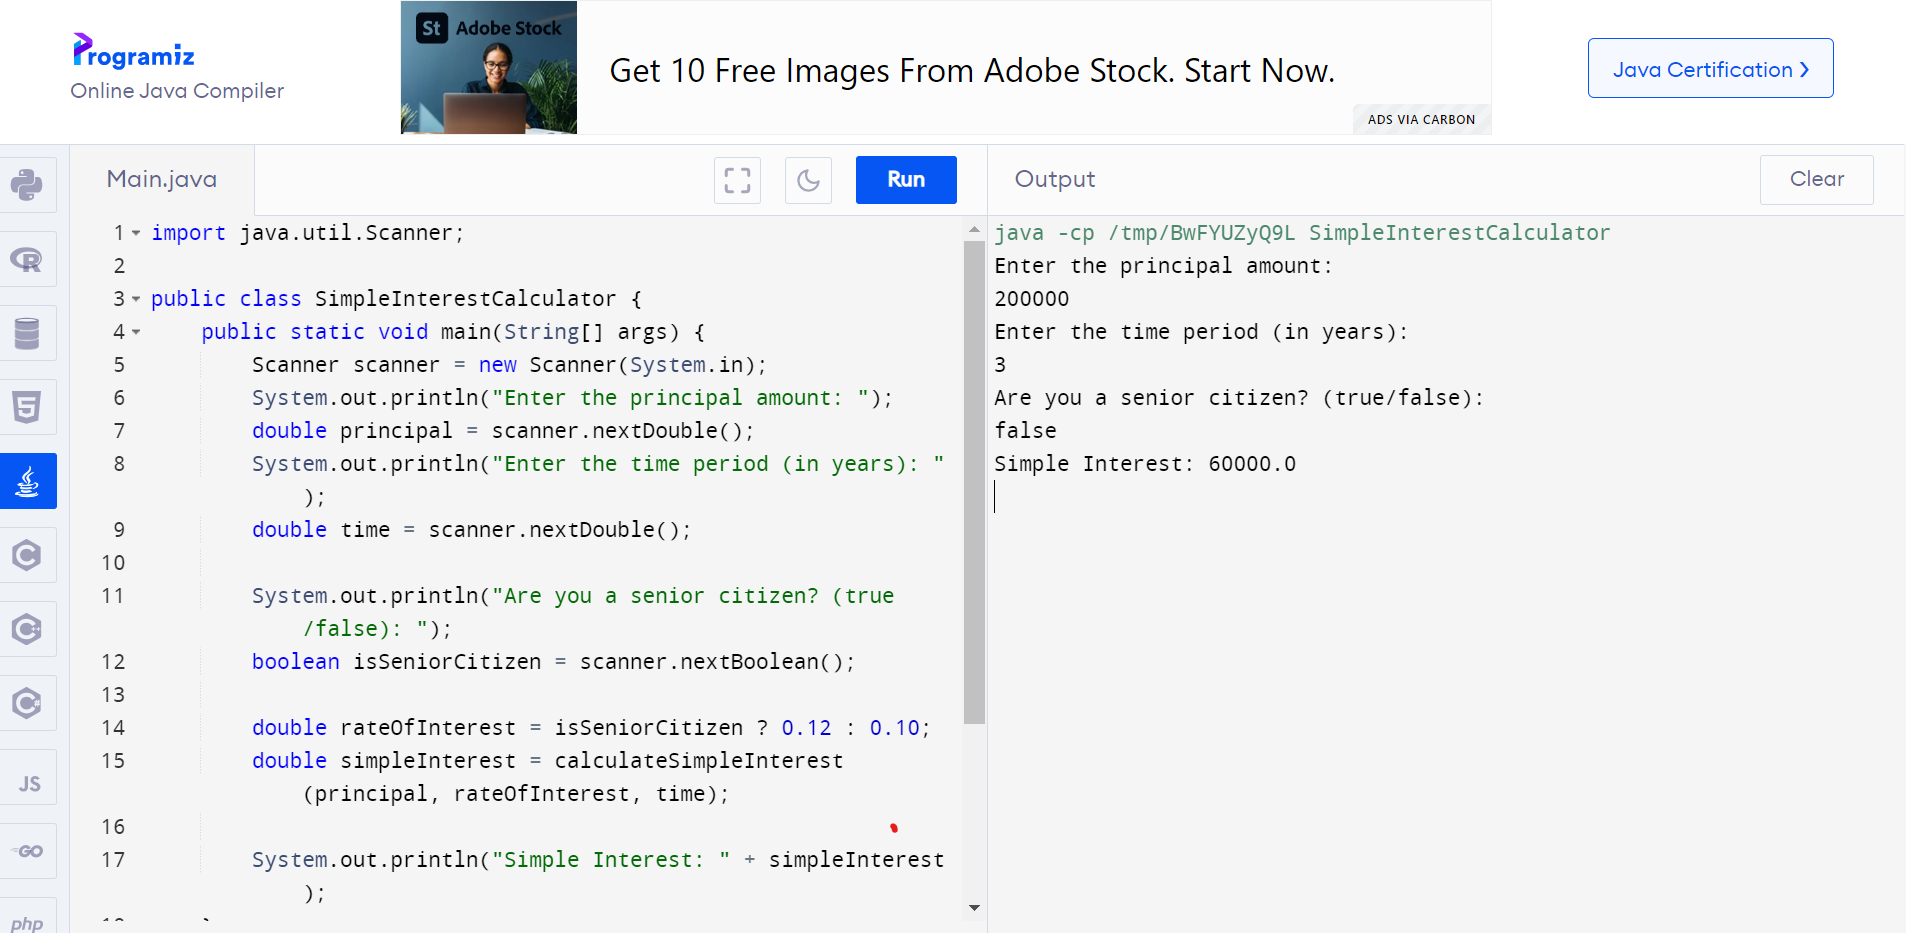 Programiz
Online Java Compiler
St Adobe Stock
Get 10 Free Images From Adobe Stock. Start Now.
ADS VIA CARBON
Java Certification
Main.java
Run
Output
Clear
1 import java.util.Scanner;
2
3 public class SimpleInterestCalculator {
4 public static void main(String[] args) {
5 Scanner scanner = new Scanner(System.in);
6 System.out.println("Enter the principal amount: ");
7 double principal = scanner.nextDouble();
8 System.out.println("Enter the time period (in years): "
);
9 double time = scanner.nextDouble();
10
11 System.out.println("Are you a senior citizen? (true
/false): ");
12 boolean isSeniorCitizen = scanner.nextBoolean();
13
14 double rateOfInterest = isSeniorCitizen ? 0.12 : 0.10;
15 double simpleInterest = calculateSimpleInterest
(principal, rateOfInterest, time);
16
17 System.out.println("Simple Interest: " + simpleInterest
);
java -cp /tmp/BwFYUZyQ9L SimpleInterestCalculator
Enter the principal amount:
200000
Enter the time period (in years):
3
Are you a senior citizen? (true/false):
false
Simple Interest: 60000.0
R
5
C
C++
C#
JS
GO
php